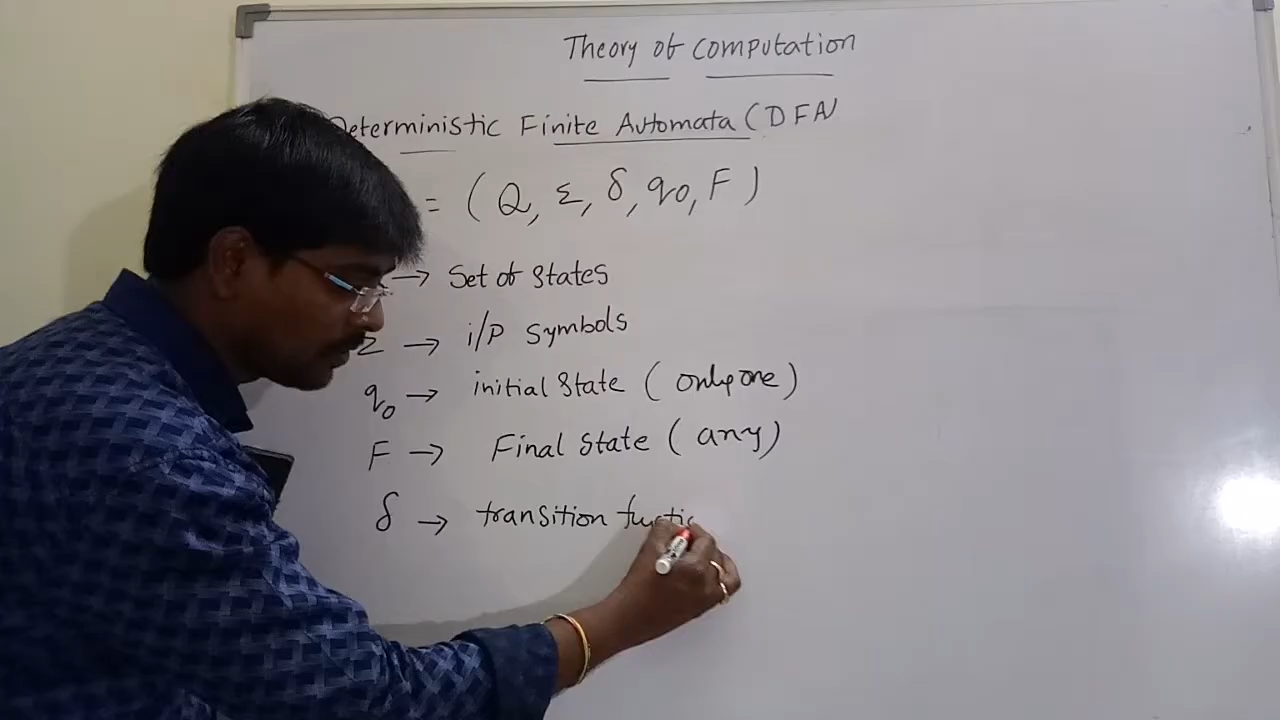 Theory of computation
Deterministic Finite Automata (DFA)
= (Q, Σ, δ, q0, F)
→ Set of states
Σ → i/p symbols
q0 → initial state (only one)
F → Final state (any)
δ → transition